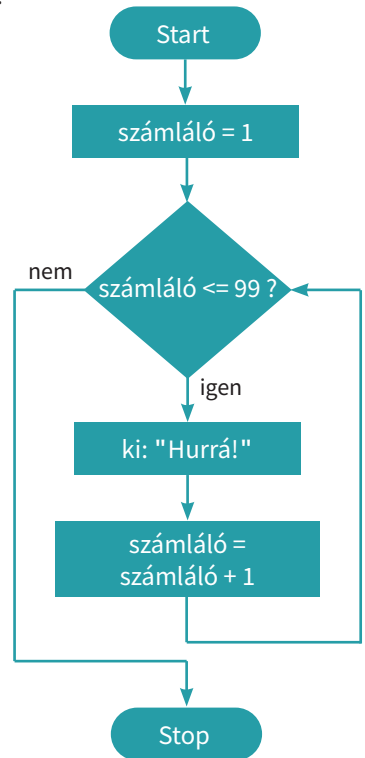 Start
számláló = 1
számláló <= 99 ?
nem
igen
ki: "Hurrá!"
számláló =
számláló + 1
Stop